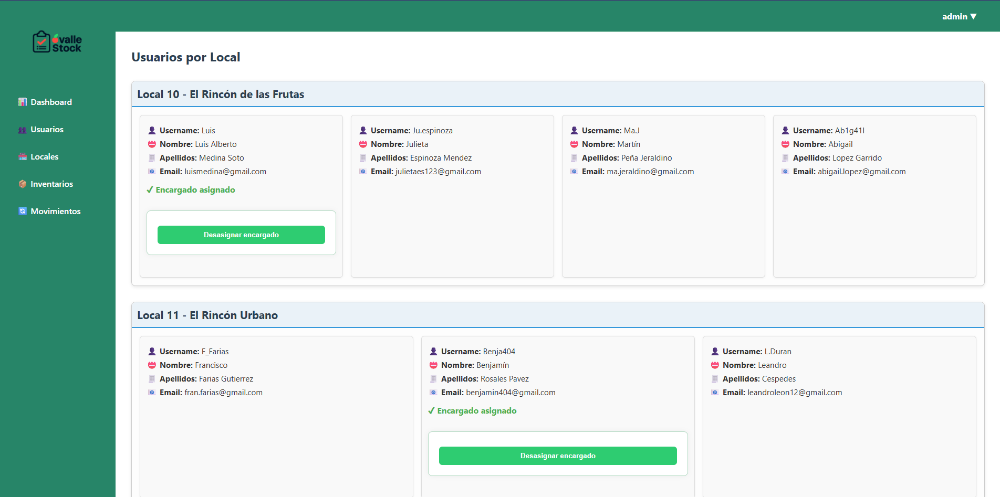 admin ▼
ovalle
Stock
Dashboard
Usuarios
Locales
Inventarios
Movimientos
Usuarios por Local
Local 10 - El Rincón de las Frutas
Username: Luis
Nombre: Luis Alberto
Apellidos: Medina Soto
Email: luismedina@gmail.com
✔ Encargado asignado
Desasignar encargado
Username: Ju.espinoza
Nombre: Julieta
Apellidos: Espinoza Mendez
Email: julietaes123@gmail.com
Username: Ma.J
Nombre: Martín
Apellidos: Peña Jeraldino
Email: ma.jeraldino@gmail.com
Username: Ab1g41l
Nombre: Abigail
Apellidos: Lopez Garrido
Email: abigail.lopez@gmail.com
Local 11 - El Rincón Urbano
Username: F_Farias
Nombre: Francisco
Apellidos: Farias Gutierrez
Email: fran.farias@gmail.com
Username: Benja404
Nombre: Benjamín
Apellidos: Rosales Pavez
Email: benjamin404@gmail.com
✔ Encargado asignado
Desasignar encargado
Username: L.Duran
Nombre: Leandro
Apellidos: Cespedes
Email: leandroleon12@gmail.com